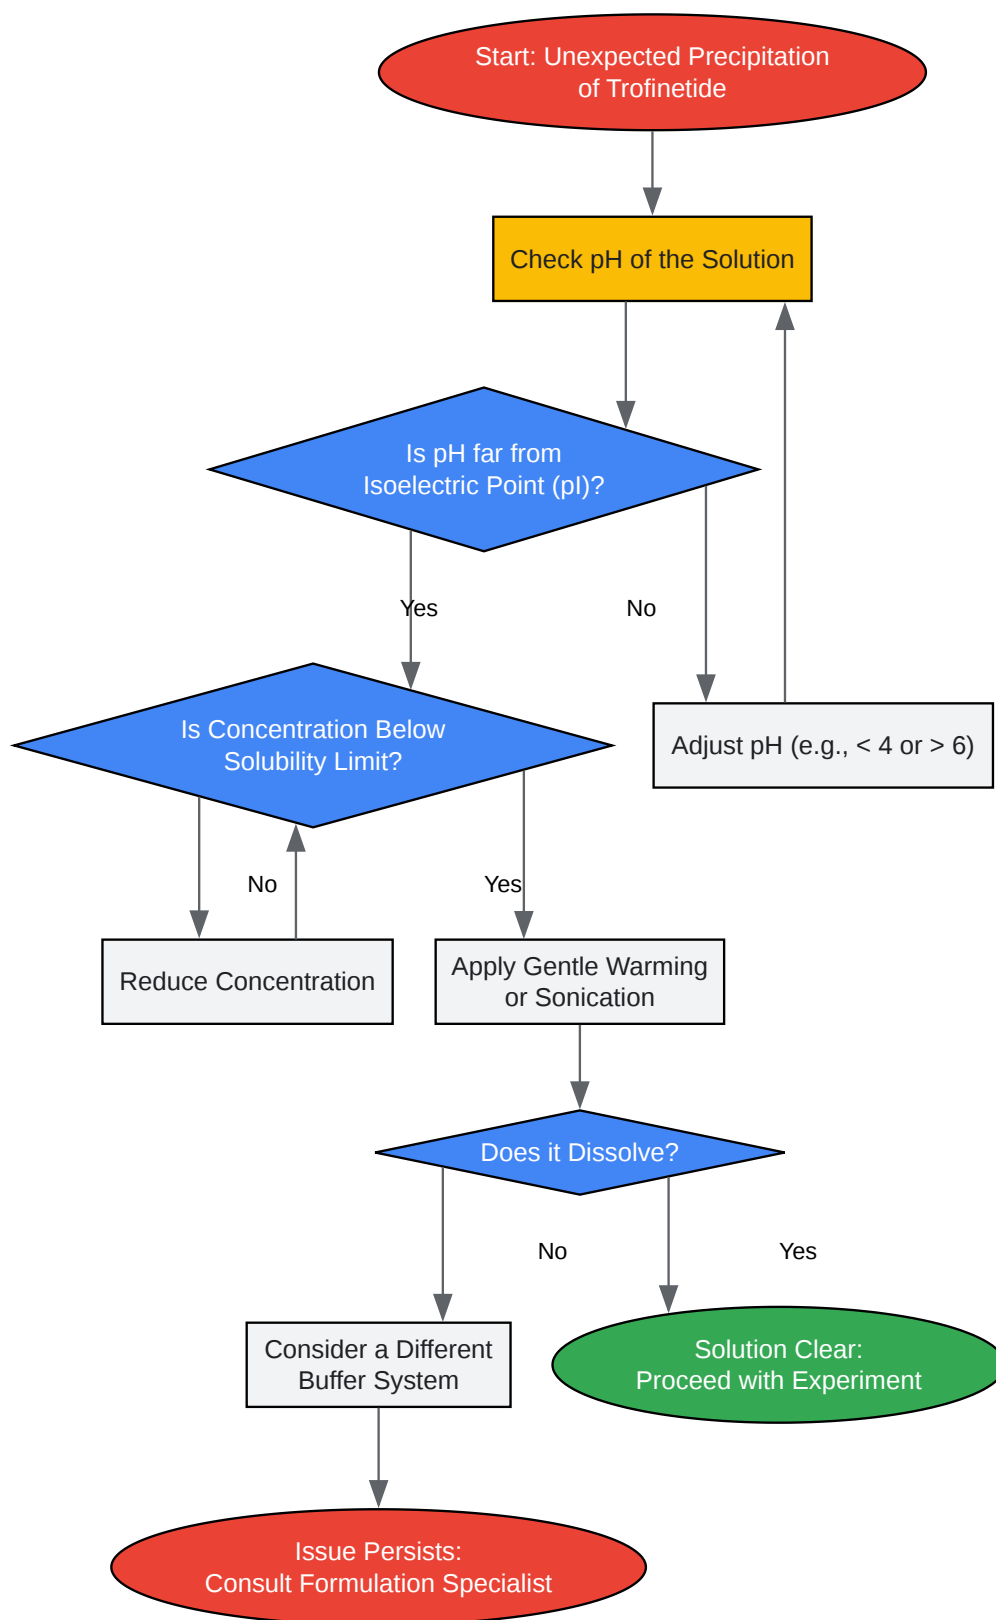 Start: Unexpected Precipitation
of Trofinetide
Check pH of the Solution
Is pH far from
Isoelectric Point (pI)?
Yes
No
Is Concentration Below
Solubility Limit?
Adjust pH (e.g., < 4 or > 6)
No
Yes
Reduce Concentration
Apply Gentle Warming
or Sonication
Does it Dissolve?
No
Yes
Consider a Different
Buffer System
Solution Clear:
Proceed with Experiment
Issue Persists:
Consult Formulation Specialist